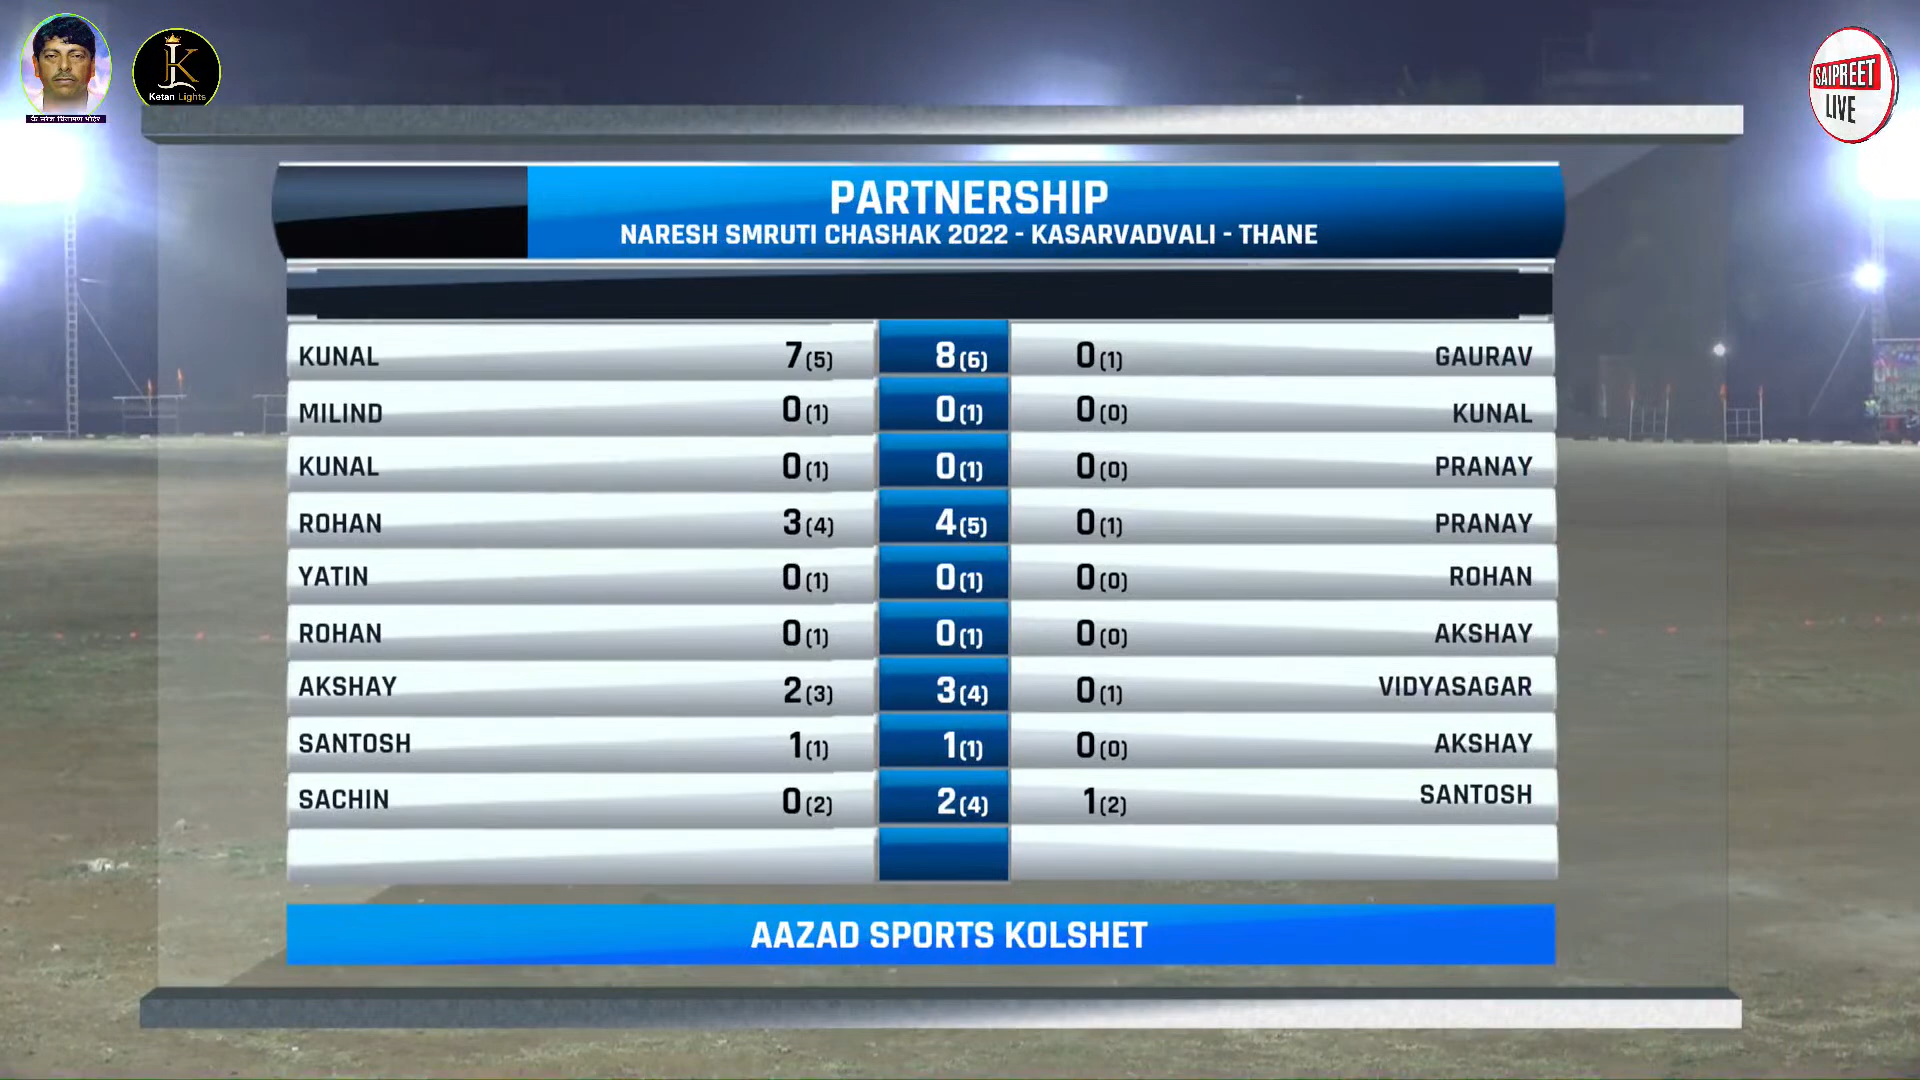 Ketan Lights
SAIPREET
LIVE
PARTNERSHIP
NARESH SMRUTI CHASHAK 2022 - KASARVADVALI - THANE
KUNAL 7(5) 8(6) 0(1) GAURAV
MILIND 0(1) 0(1) 0(0) KUNAL
KUNAL 0(1) 0(1) 0(0) PRANAY
ROHAN 3(4) 4(5) 0(1) PRANAY
YATIN 0(1) 0(1) 0(0) ROHAN
ROHAN 0(1) 0(1) 0(0) AKSHAY
AKSHAY 2(3) 3(4) 0(1) VIDYASAGAR
SANTOSH 1(1) 1(1) 0(0) AKSHAY
SACHIN 0(2) 2(4) 1(2) SANTOSH
AAZAD SPORTS KOLSHET